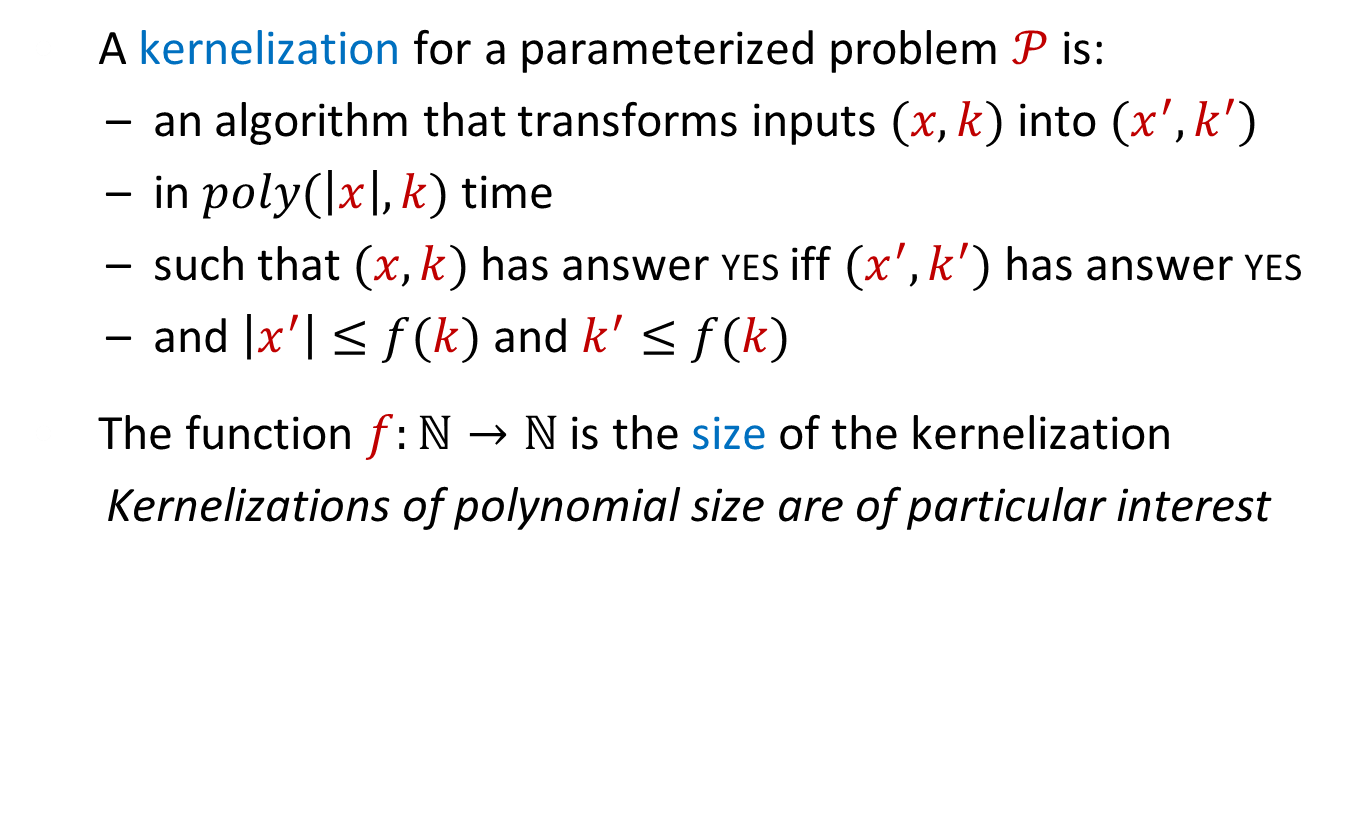 A kernelization for a parameterized problem 𝒫 is:
– an algorithm that transforms inputs (x, k) into (x′, k′)
– in poly(|x|, k) time
– such that (x, k) has answer YES iff (x′, k′) has answer YES
– and |x′| ≤ f(k) and k′ ≤ f(k)
The function f: ℕ → ℕ is the size of the kernelization
Kernelizations of polynomial size are of particular interest